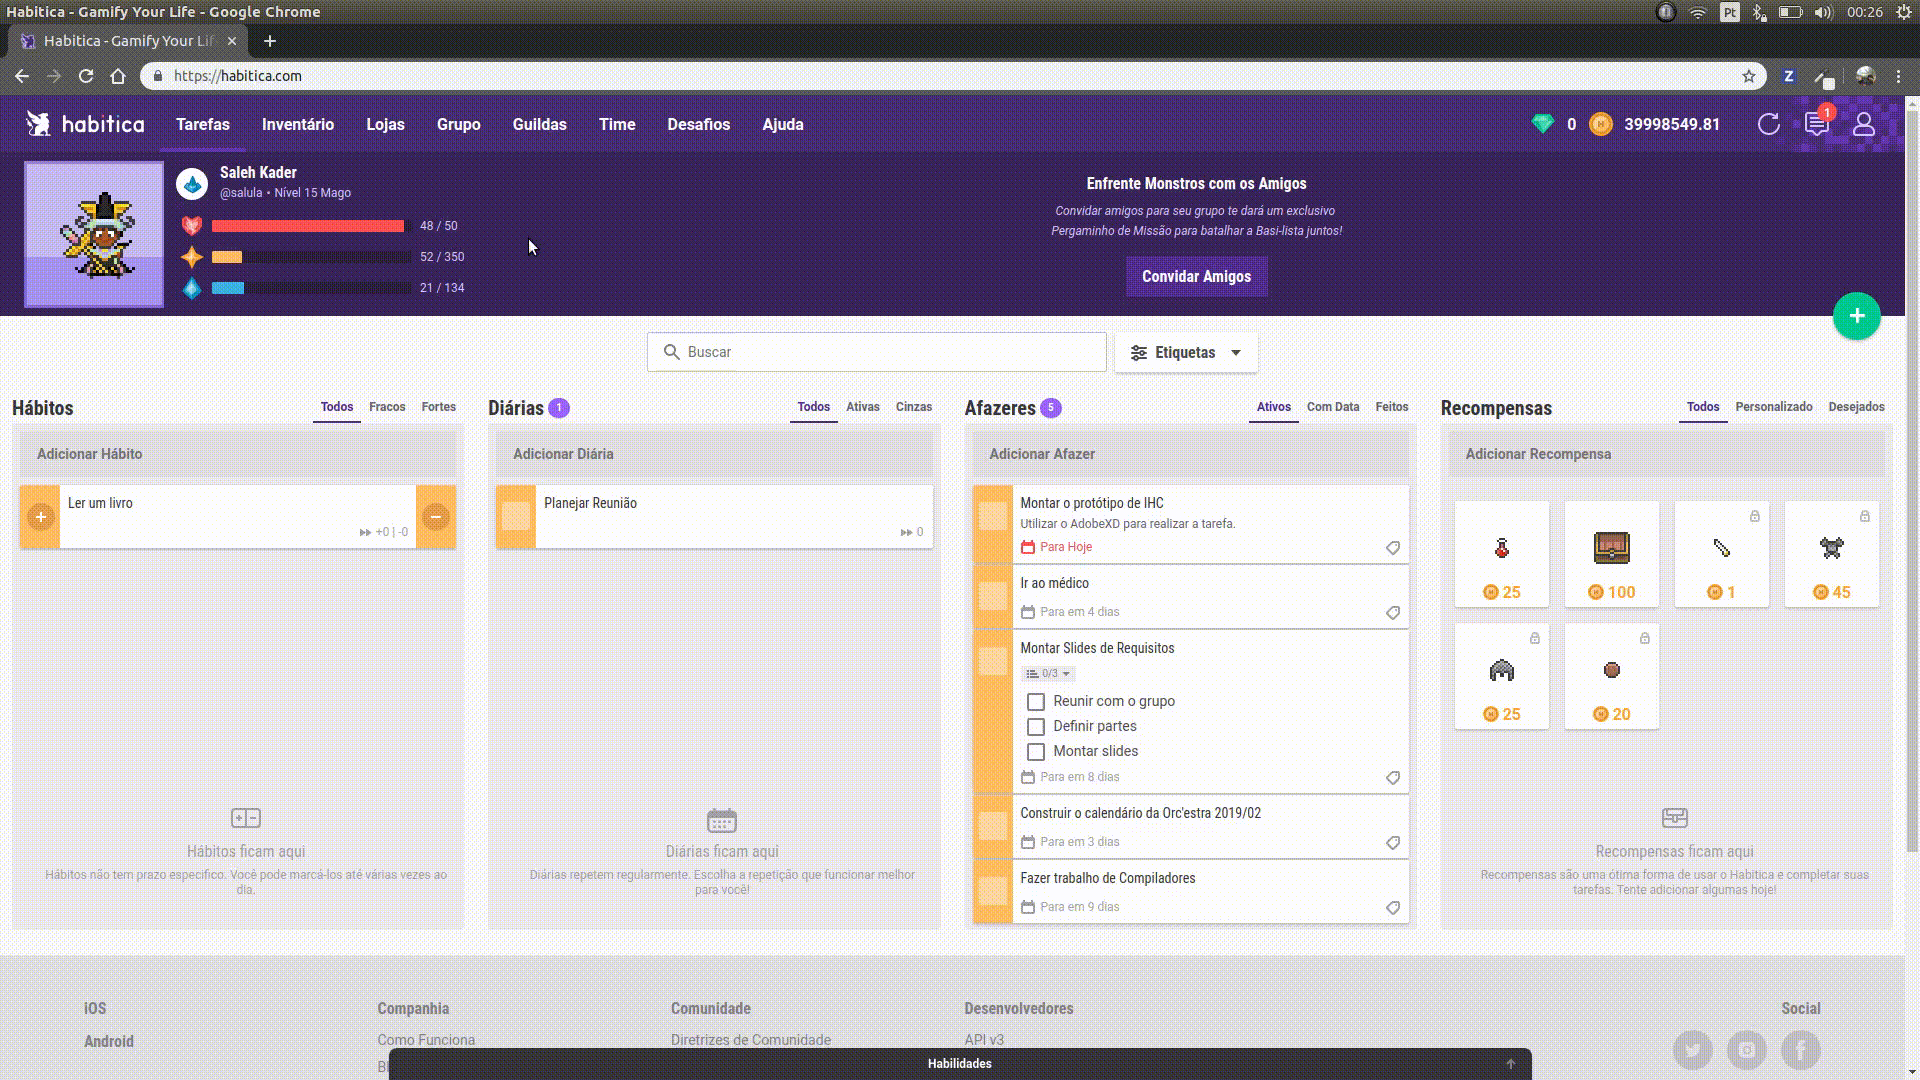 Habitica - Gamify Your Life - Google Chrome
Pt
00:26
Habitica - Gamify Your Lif
https://habitica.com
Z
habitica
Tarefas
Inventário
Lojas
Grupo
Guildas
Time
Desafios
Ajuda
0
39998549.81
1
Saleh Kader
@salula • Nível 15 Mago
48 / 50
52 / 350
21 / 134
Enfrente Monstros com os Amigos
Convidar amigos para seu grupo te dará um exclusivo
Pergaminho de Missão para batalhar a Basi-lista juntos!
Convidar Amigos
Buscar
Etiquetas
Hábitos
Todos
Fracos
Fortes
Adicionar Hábito
Ler um livro
+0 | -0
Hábitos ficam aqui
Hábitos não tem prazo especifico. Você pode marcá-los até várias vezes ao
dia.
Diárias
1
Todos
Ativas
Cinzas
Adicionar Diária
Planejar Reunião
0
Diárias ficam aqui
Diárias repetem regularmente. Escolha a repetição que funcionar melhor
para você!
Afazeres
5
Ativos
Com Data
Feitos
Adicionar Afazer
Montar o protótipo de IHC
Utilizar o AdobeXD para realizar a tarefa.
Para Hoje
Ir ao médico
Para em 4 dias
Montar Slides de Requisitos
0/3
Reunir com o grupo
Definir partes
Montar slides
Para em 8 dias
Construir o calendário da Orc'estra 2019/02
Para em 3 dias
Fazer trabalho de Compiladores
Para em 9 dias
Recompensas
Todos
Personalizado
Desejados
Adicionar Recompensa
25
100
1
45
25
20
Recompensas ficam aqui
Recompensas são uma ótima forma de usar o Habitica e completar suas
tarefas. Tente adicionar algumas hoje!
iOS
Android
Companhia
Como Funciona
Bl
Comunidade
Diretrizes de Comunidade
Desenvolvedores
API v3
Social
Habilidades